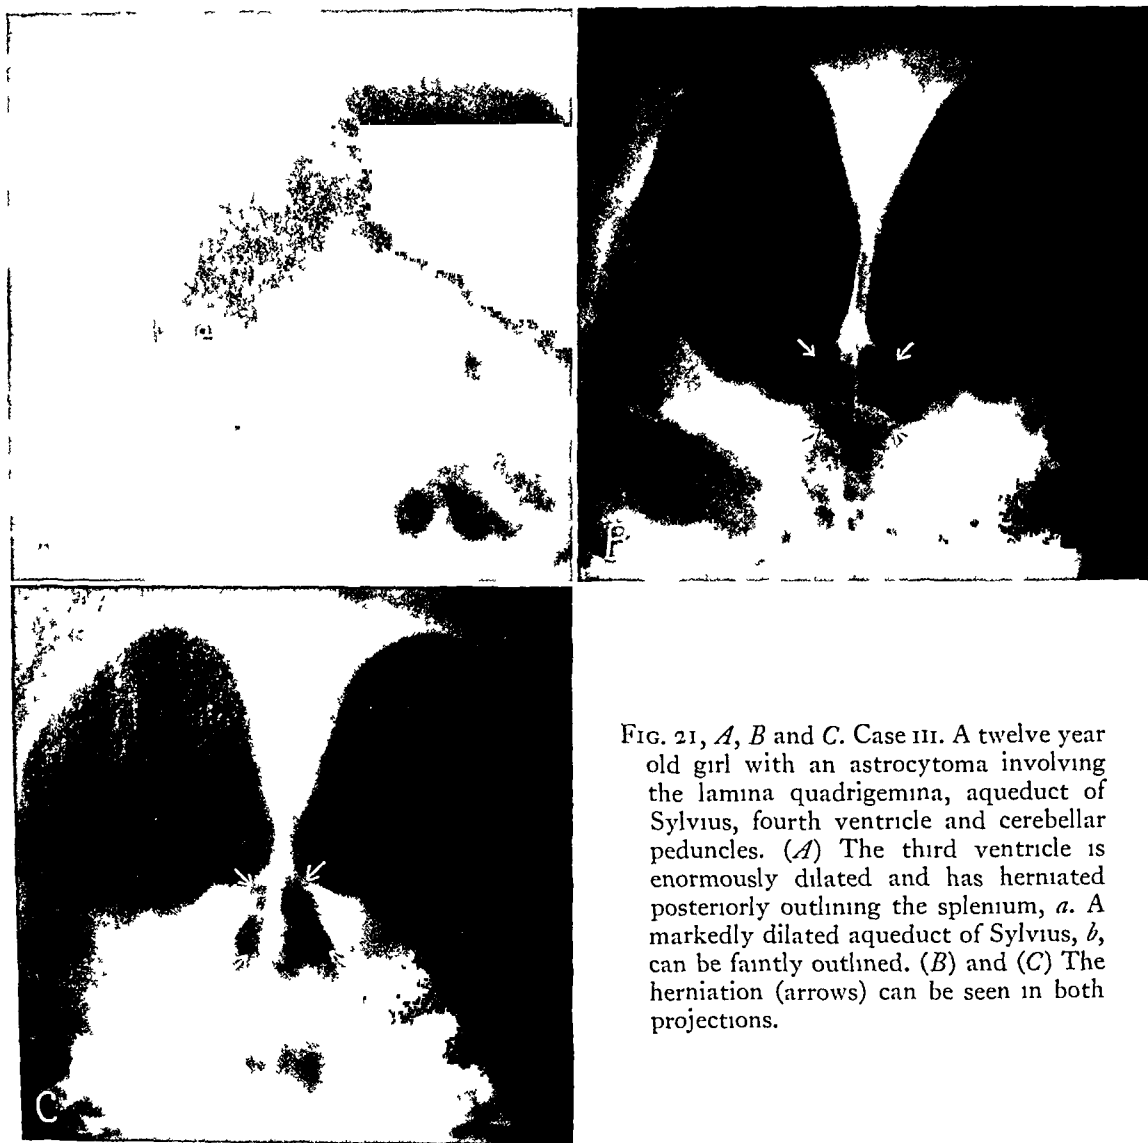 FIG. 21, A, B and C. Case III. A twelve year
old girl with an astrocytoma involving
the lamina quadrigemina, aqueduct of
Sylvius, fourth ventricle and cerebellar
peduncles. (A) The third ventricle is
enormously dilated and has herniated
posteriorly outlining the splenium, a. A
markedly dilated aqueduct of Sylvius, b,
can be faintly outlined. (B) and (C) The
herniation (arrows) can be seen in both
projections.
C